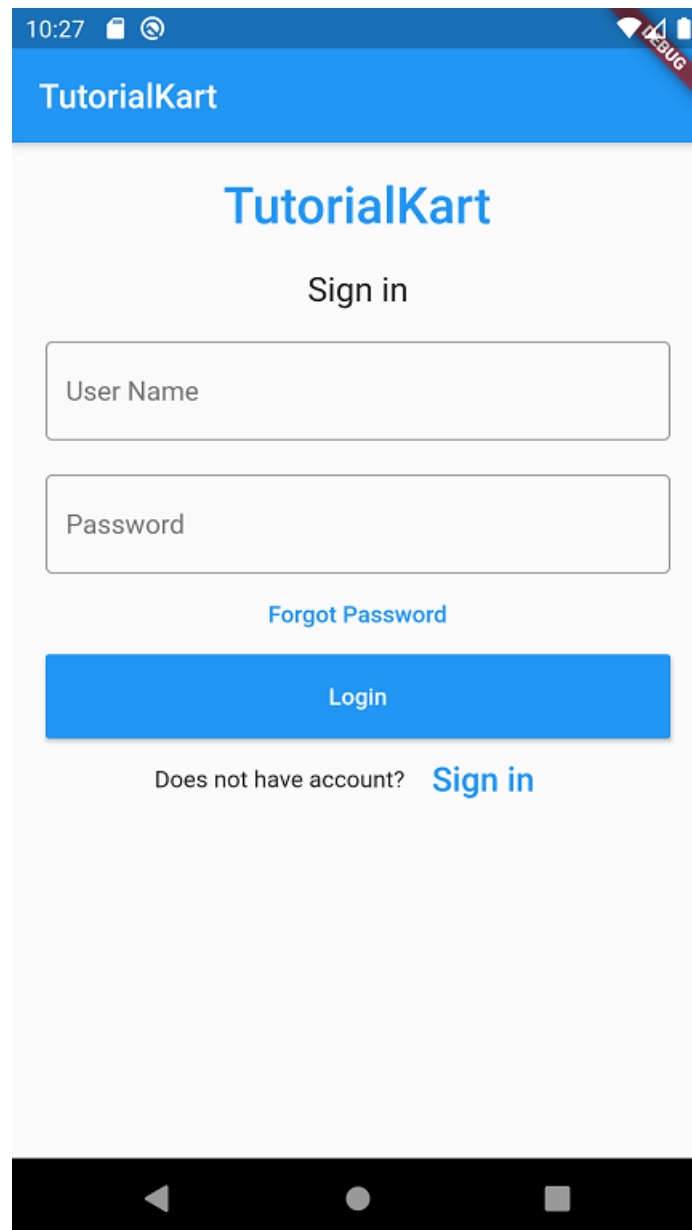 10:27
DEBUG
TutorialKart
TutorialKart
Sign in
User Name
Password
Forgot Password
Login
Does not have account? Sign in